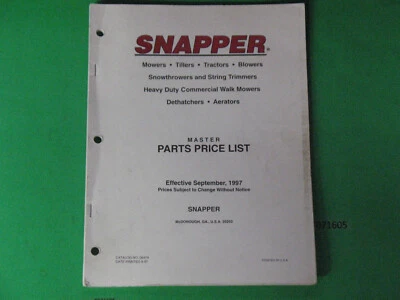 SNAPPER®
Mowers • Tillers • Tractors • Blowers
Snowthrowers and String Trimmers
Heavy Duty Commercial Walk Mowers
Dethatchers • Aerators
MASTER
PARTS PRICE LIST
Effective September, 1997
Prices Subject to Change Without Notice
SNAPPER
McDONOUGH, GA., U.S.A. 30253
1605